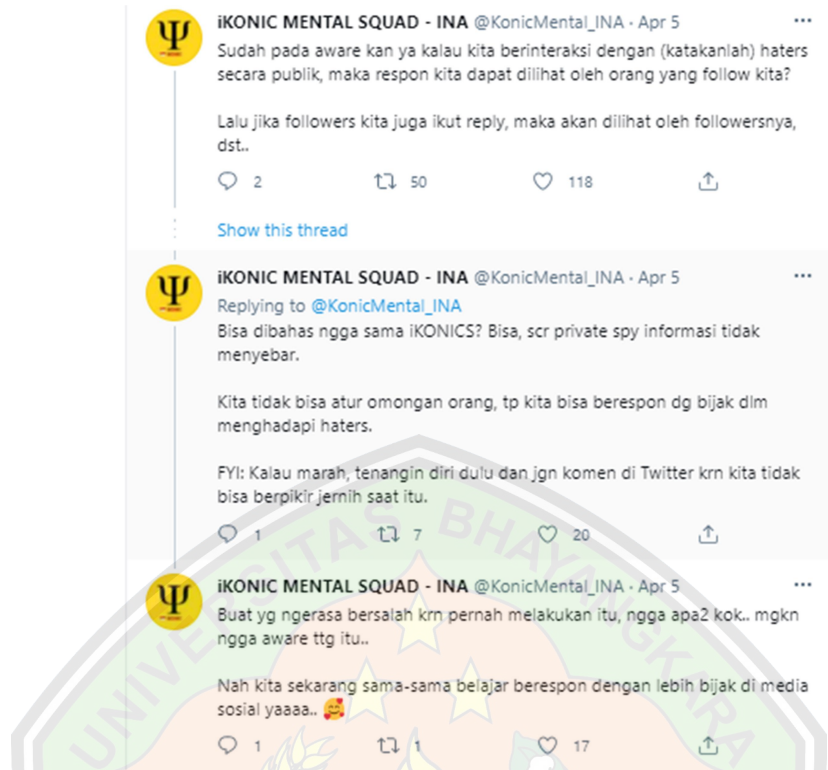 iKONIC MENTAL SQUAD - INA @KonicMental_INA · Apr 5
Sudah pada aware kan ya kalau kita berinteraksi dengan (katakanlah) haters
secara publik, maka respon kita dapat dilihat oleh orang yang follow kita?
Lalu jika followers kita juga ikut reply, maka akan dilihat oleh followersnya,
dst..
2 50 118
Show this thread
iKONIC MENTAL SQUAD - INA @KonicMental_INA · Apr 5
Replying to @KonicMental_INA
Bisa dibahas ngga sama iKONICS? Bisa, scr private spy informasi tidak
menyebar.
Kita tidak bisa atur omongan orang, tp kita bisa berespon dg bijak dlm
menghadapi haters.
FYI: Kalau marah, tenangin diri dulu dan jgn komen di Twitter krn kita tidak
bisa berpikir jernih saat itu.
1 7 20
iKONIC MENTAL SQUAD - INA @KonicMental_INA · Apr 5
Buat yg ngerasa bersalah krn pernah melakukan itu, ngga apa2 kok.. mgkn
ngga aware ttg itu..
Nah kita sekarang sama-sama belajar berespon dengan lebih bijak di media
sosial yaaaa.. 🥰
1 1 17
UNIVERSITAS BHAYANGKARA